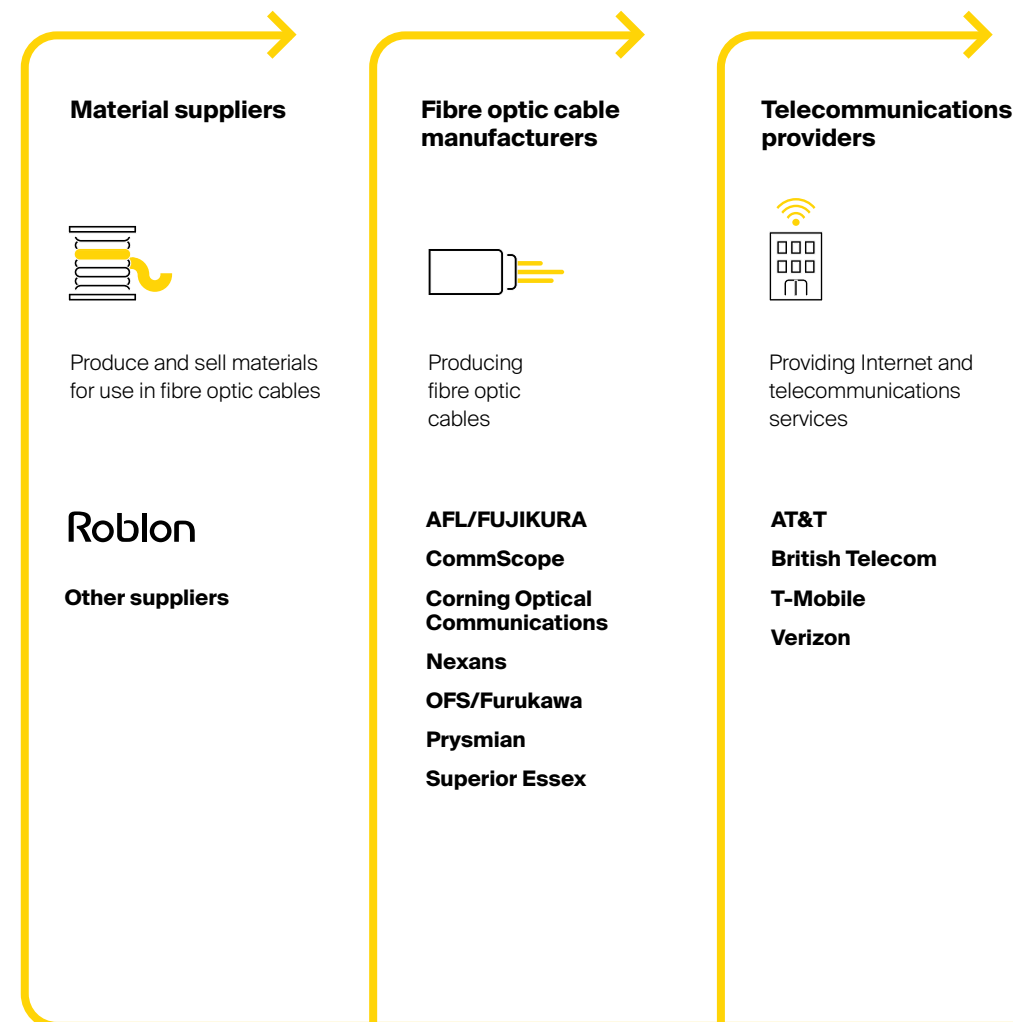 Material suppliers
Produce and sell materials
for use in fibre optic cables
Roblon
Other suppliers
Fibre optic cable
manufacturers
Producing
fibre optic
cables
AFL/FUJIKURA
CommScope
Corning Optical
Communications
Nexans
OFS/Furukawa
Prysmian
Superior Essex
Telecommunications
providers
Providing Internet and
telecommunications
services
AT&T
British Telecom
T-Mobile
Verizon